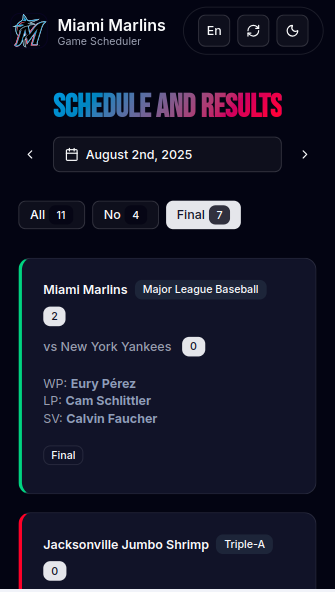 Miami Marlins
Game Scheduler
En
SCHEDULE AND RESULTS
August 2nd, 2025
All 11
No 4
Final 7
MIami Marlins Major League Baseball
2
vs New York Yankees 0
WP: Eury Pérez
LP: Cam Schlittler
SV: Calvin Faucher
Final
Jacksonville Jumbo Shrimp Triple-A
0